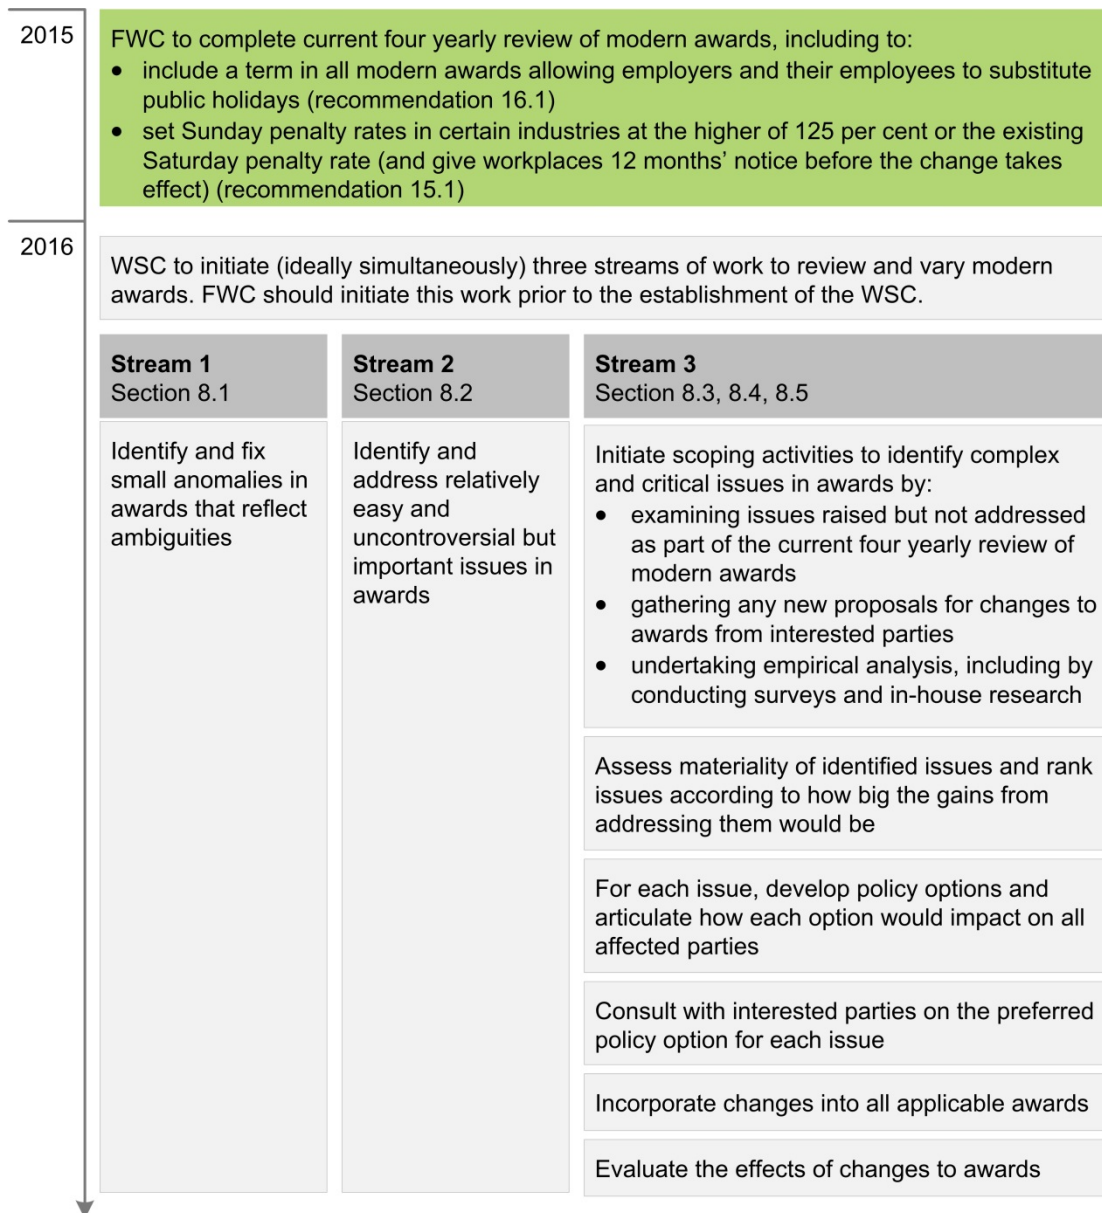 2015
FWC to complete current four yearly review of modern awards, including to:
• include a term in all modern awards allowing employers and their employees to substitute
public holidays (recommendation 16.1)
• set Sunday penalty rates in certain industries at the higher of 125 per cent or the existing
Saturday penalty rate (and give workplaces 12 months’ notice before the change takes
effect) (recommendation 15.1)
2016
WSC to initiate (ideally simultaneously) three streams of work to review and vary modern
awards. FWC should initiate this work prior to the establishment of the WSC.
Stream 1
Section 8.1
Identify and fix
small anomalies in
awards that reflect
ambiguities
Stream 2
Section 8.2
Identify and
address relatively
easy and
uncontroversial but
important issues in
awards
Stream 3
Section 8.3, 8.4, 8.5
Initiate scoping activities to identify complex
and critical issues in awards by:
• examining issues raised but not addressed
as part of the current four yearly review of
modern awards
• gathering any new proposals for changes to
awards from interested parties
• undertaking empirical analysis, including by
conducting surveys and in-house research
Assess materiality of identified issues and rank
issues according to how big the gains from
addressing them would be
For each issue, develop policy options and
articulate how each option would impact on all
affected parties
Consult with interested parties on the preferred
policy option for each issue
Incorporate changes into all applicable awards
Evaluate the effects of changes to awards